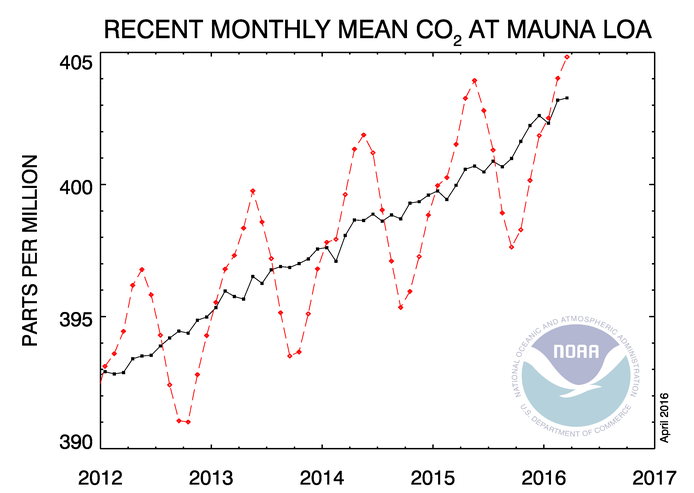 RECENT MONTHLY MEAN CO₂ AT MAUNA LOA
PARTS PER MILLION
405
400
395
390
2012 2013 2014 2015 2016 2017
NATIONAL OCEANIC AND ATMOSPHERIC ADMINISTRATION
NOAA
U.S. DEPARTMENT OF COMMERCE
April 2016